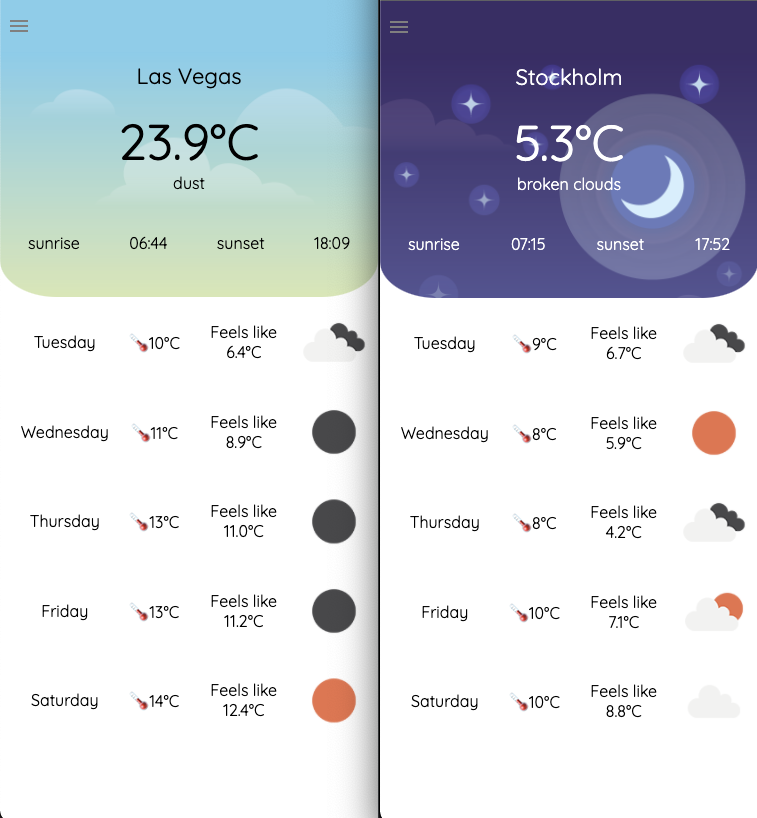 Las Vegas
23.9°C
dust
sunrise 06:44 sunset 18:09
Tuesday 10°C Feels like 6.4°C
Wednesday 11°C Feels like 8.9°C
Thursday 13°C Feels like 11.0°C
Friday 13°C Feels like 11.2°C
Saturday 14°C Feels like 12.4°C
Stockholm
5.3°C
broken clouds
sunrise 07:15 sunset 17:52
Tuesday 9°C Feels like 6.7°C
Wednesday 8°C Feels like 5.9°C
Thursday 8°C Feels like 4.2°C
Friday 10°C Feels like 7.1°C
Saturday 10°C Feels like 8.8°C